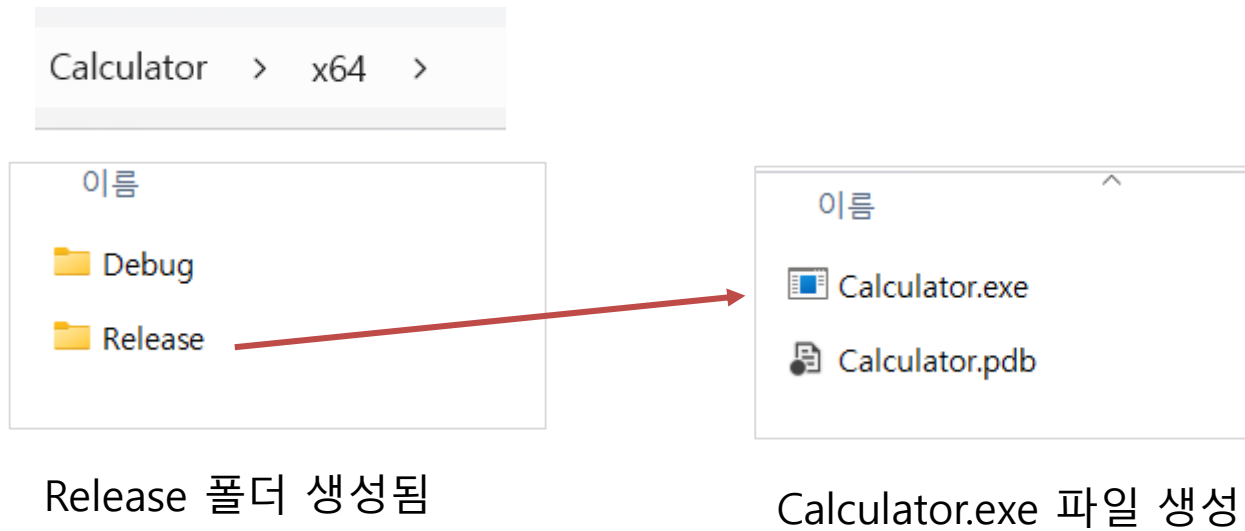 Calculator > x64 >
이름
Debug
Release
Release 폴더 생성됨
이름
Calculator.exe
Calculator.pdb
Calculator.exe 파일 생성